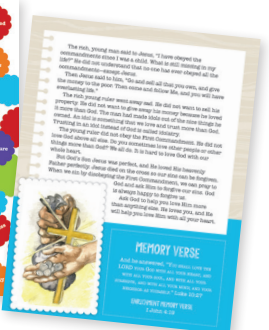 The rich, young man said to Jesus, "I have obeyed the
commandments since I was a child. What is still missing in my
life?" He did not understand that no one has ever obeyed all the
commandments—except Jesus.
Then Jesus said to him, "Go and sell all that you own, and give
the money to the poor. Then come and follow Me, and you will have
everlasting life."
The rich young ruler went away sad. He did not want to sell his
property. He did not want to give away his money because he loved
it more than God. The man had made idols out of the nice things he
owned. An idol is something that we love and trust more than God.
Trusting in an idol instead of God is called idolatry.
The young ruler did not obey the First Commandment. He did not
love God above all else. Do you sometimes love other people or other
things more than God? We all do. It is hard to love God with our
whole heart.
But God's Son Jesus was perfect, and He loved His heavenly
Father perfectly. Jesus died on the cross so our sins can be forgiven.
When we sin by disobeying the First Commandment, we can pray to
God and ask Him to forgive our sins. God
is always happy to forgive us.
Ask God to help you love Him more
than anything else. He loves you, and He
will help you love Him with all your heart.
MEMORY VERSE
And he answered, "You shall love the
LORD your God with all your heart, and
with all your soul, and with all your
strength, and with all your mind, and your
neighbor as yourself." Luke 10:27
ENRICHMENT MEMORY VERSE
1 John 4:19